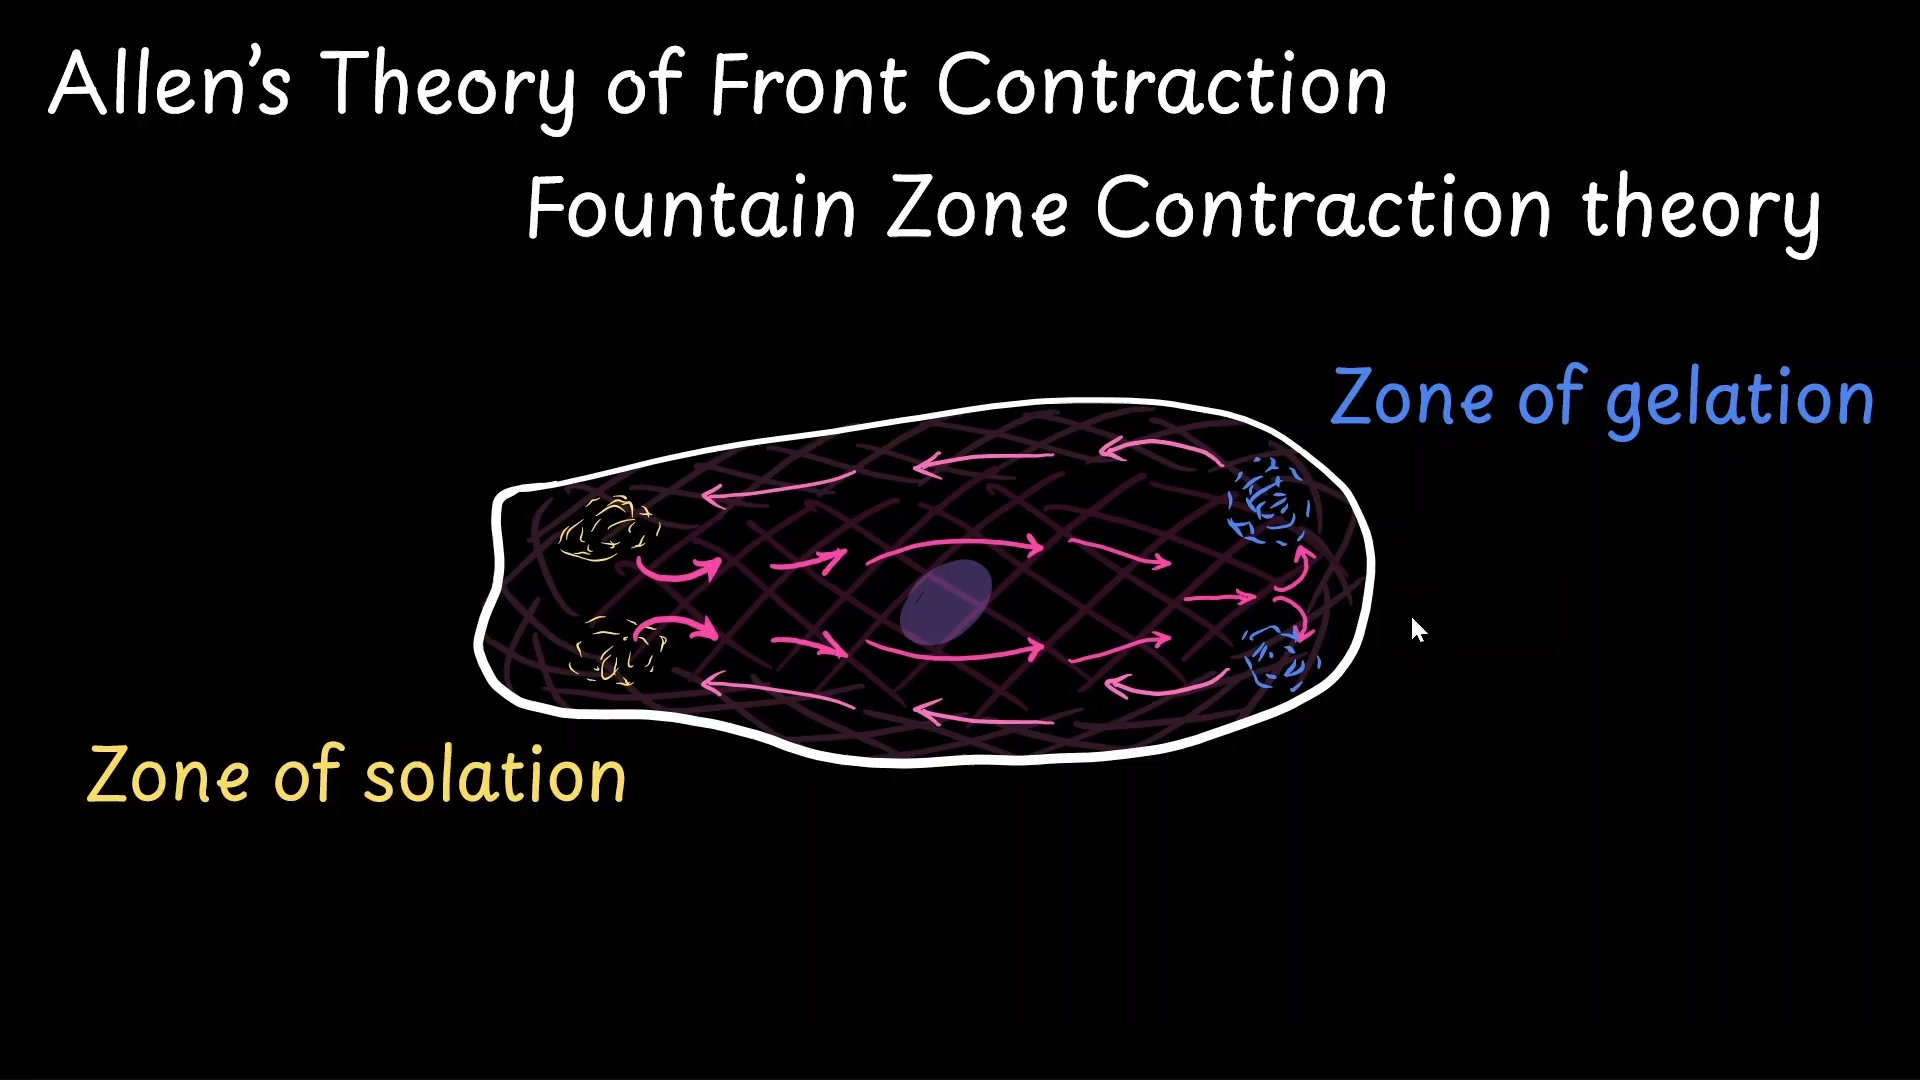 Allen's Theory of Front Contraction
Fountain Zone Contraction theory
Zone of gelation
Zone of solation